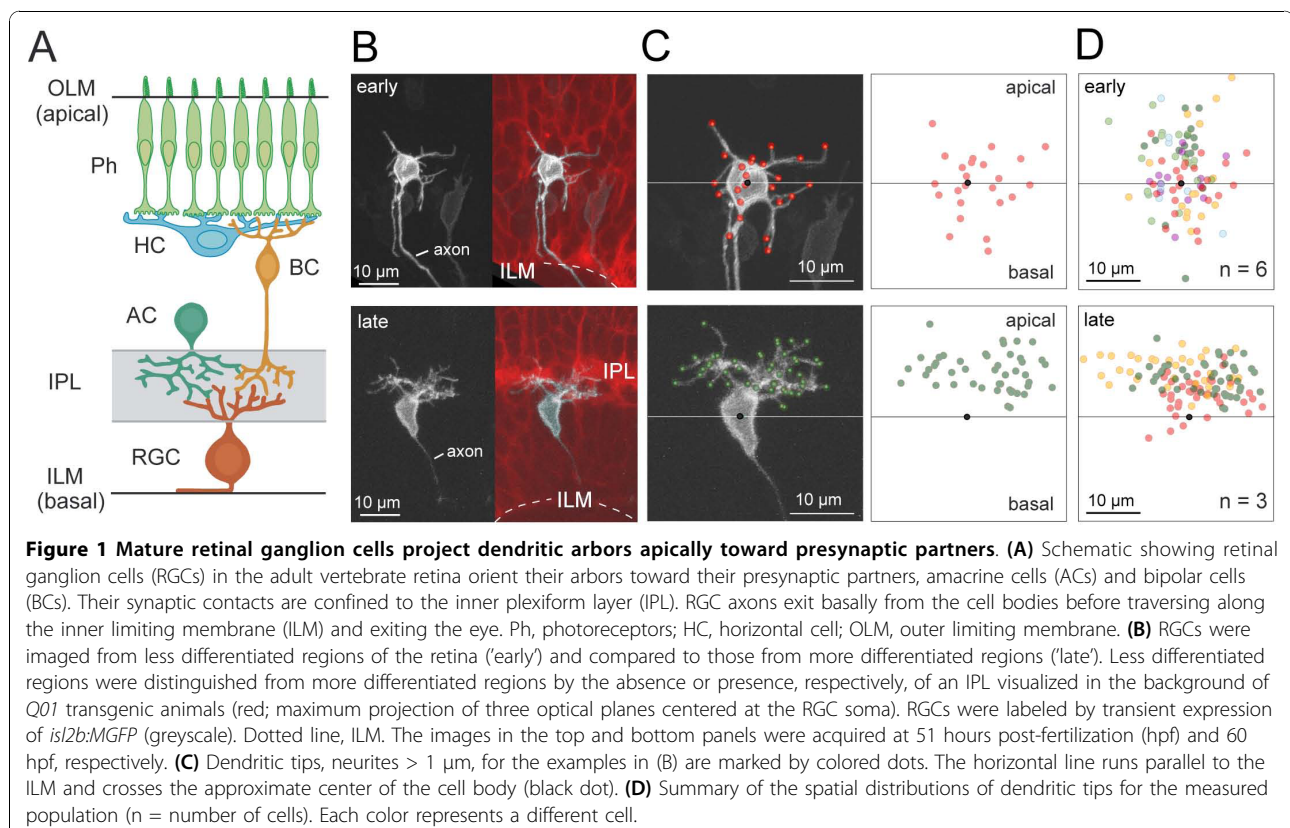 A
OLM
(apical)
Ph
HC
BC
AC
IPL
RGC
ILM
(basal)
B
early
axon
ILM
10 µm
late
IPL
axon
ILM
10 µm
C
10 µm
apical
basal
10 µm
apical
basal
D
early
10 µm
n = 6
late
10 µm
n = 3
Figure 1 Mature retinal ganglion cells project dendritic arbors apically toward presynaptic partners. (A) Schematic showing retinal
ganglion cells (RGCs) in the adult vertebrate retina orient their arbors toward their presynaptic partners, amacrine cells (ACs) and bipolar cells
(BCs). Their synaptic contacts are confined to the inner plexiform layer (IPL). RGC axons exit basally from the cell bodies before traversing along
the inner limiting membrane (ILM) and exiting the eye. Ph, photoreceptors; HC, horizontal cell; OLM, outer limiting membrane. (B) RGCs were
imaged from less differentiated regions of the retina ('early') and compared to those from more differentiated regions ('late'). Less differentiated
regions were distinguished from more differentiated regions by the absence or presence, respectively, of an IPL visualized in the background of
Q01 transgenic animals (red; maximum projection of three optical planes centered at the RGC soma). RGCs were labeled by transient expression
of isl2b:MGFP (greyscale). Dotted line, ILM. The images in the top and bottom panels were acquired at 51 hours post-fertilization (hpf) and 60
hpf, respectively. (C) Dendritic tips, neurites > 1 µm, for the examples in (B) are marked by colored dots. The horizontal line runs parallel to the
ILM and crosses the approximate center of the cell body (black dot). (D) Summary of the spatial distributions of dendritic tips for the measured
population (n = number of cells). Each color represents a different cell.